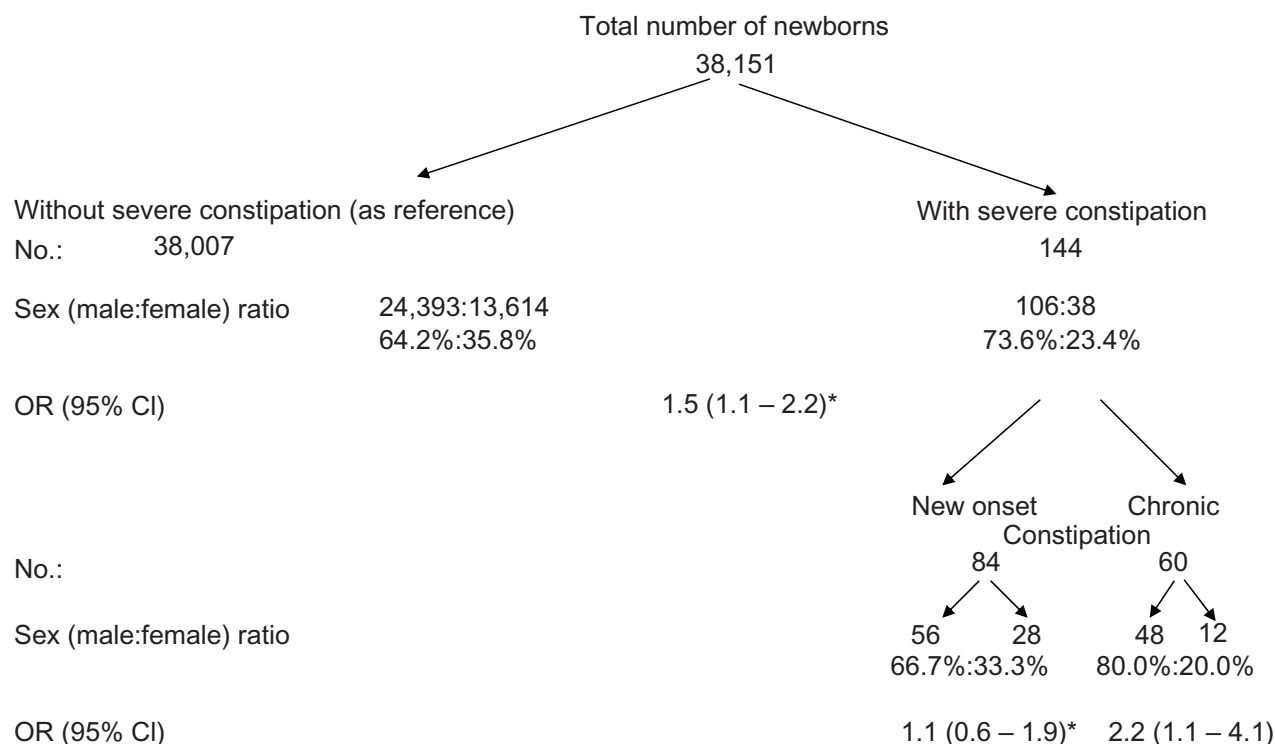 Total number of newborns
38,151
Without severe constipation (as reference)
With severe constipation
No.: 38,007 144
Sex (male:female) ratio 24,393:13,614 106:38
64.2%:35.8% 73.6%:23.4%
OR (95% CI) 1.5 (1.1 – 2.2)*
New onset Chronic
Constipation
No.: 84 60
Sex (male:female) ratio 56 28 48 12
66.7%:33.3% 80.0%:20.0%
OR (95% CI) 1.1 (0.6 – 1.9)* 2.2 (1.1 – 4.1)